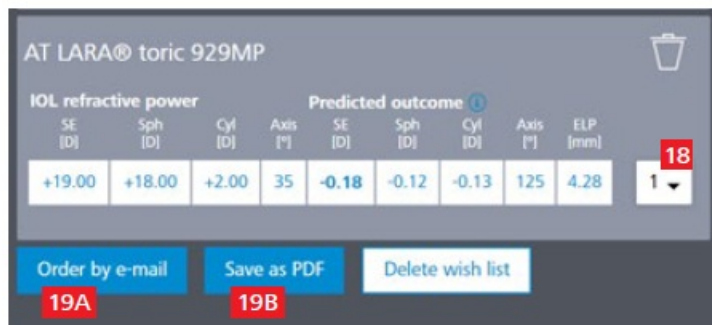 AT LARA® toric 929MP
IOL refractive power Predicted outcome i
SE Sph Cyl Axis SE Sph Cyl Axis ELP
[D] [D] [D] [°] [D] [D] [D] [°] [mm]
18
+19.00 +18.00 +2.00 35 -0.18 -0.12 -0.13 125 4.28 1
Order by e-mail Save as PDF Delete wish list
19A 19B